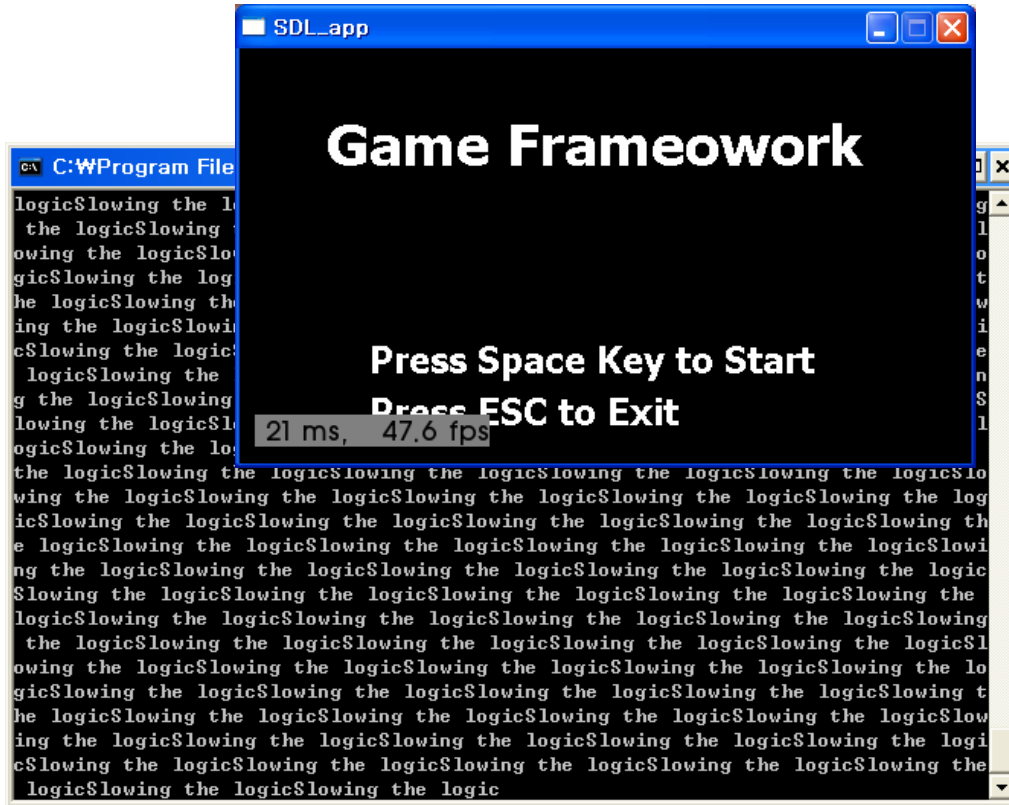 SDL_app
Game Frameowork
Press Space Key to Start
Press ESC to Exit
21 ms, 47.6 fps
C:₩Program File
logicSlowing the l g
the logicSlowing l
owing the logicSlo o
gicSlowing the log t
he logicSlowing th w
ing the logicSlowi i
cSlowing the logic e
logicSlowing the n
g the logicSlowing S
lowing the logicSl l
ogicSlowing the lo
the logicSlowing the logicSlowing the logicSlowing the logicSlowing the logicSlo
wing the logicSlowing the logicSlowing the logicSlowing the logicSlowing the log
icSlowing the logicSlowing the logicSlowing the logicSlowing the logicSlowing th
e logicSlowing the logicSlowing the logicSlowing the logicSlowing the logicSlowi
ng the logicSlowing the logicSlowing the logicSlowing the logicSlowing the logic
Slowing the logicSlowing the logicSlowing the logicSlowing the logicSlowing the
logicSlowing the logicSlowing the logicSlowing the logicSlowing the logicSlowing
the logicSlowing the logicSlowing the logicSlowing the logicSlowing the logicSl
owing the logicSlowing the logicSlowing the logicSlowing the logicSlowing the lo
gicSlowing the logicSlowing the logicSlowing the logicSlowing the logicSlowing t
he logicSlowing the logicSlowing the logicSlowing the logicSlowing the logicSlow
ing the logicSlowing the logicSlowing the logicSlowing the logicSlowing the logi
cSlowing the logicSlowing the logicSlowing the logicSlowing the logicSlowing the
logicSlowing the logicSlowing the logic